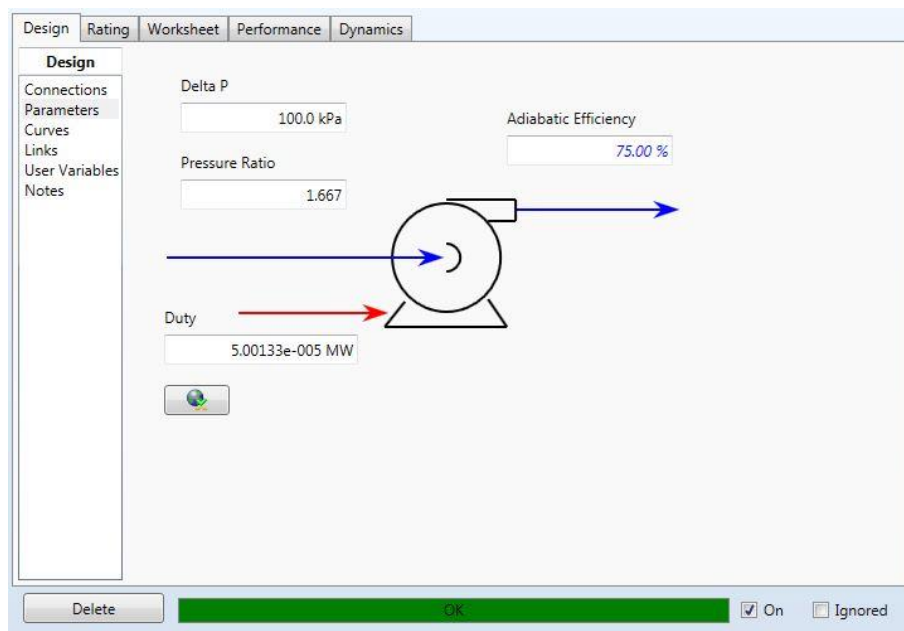 Design Rating Worksheet Performance Dynamics
Design
Connections
Parameters
Curves
Links
User Variables
Notes
Delta P
100.0 kPa
Pressure Ratio
1.667
Adiabatic Efficiency
75.00 %
Duty
5.00133e-005 MW
Delete
OK
On
Ignored